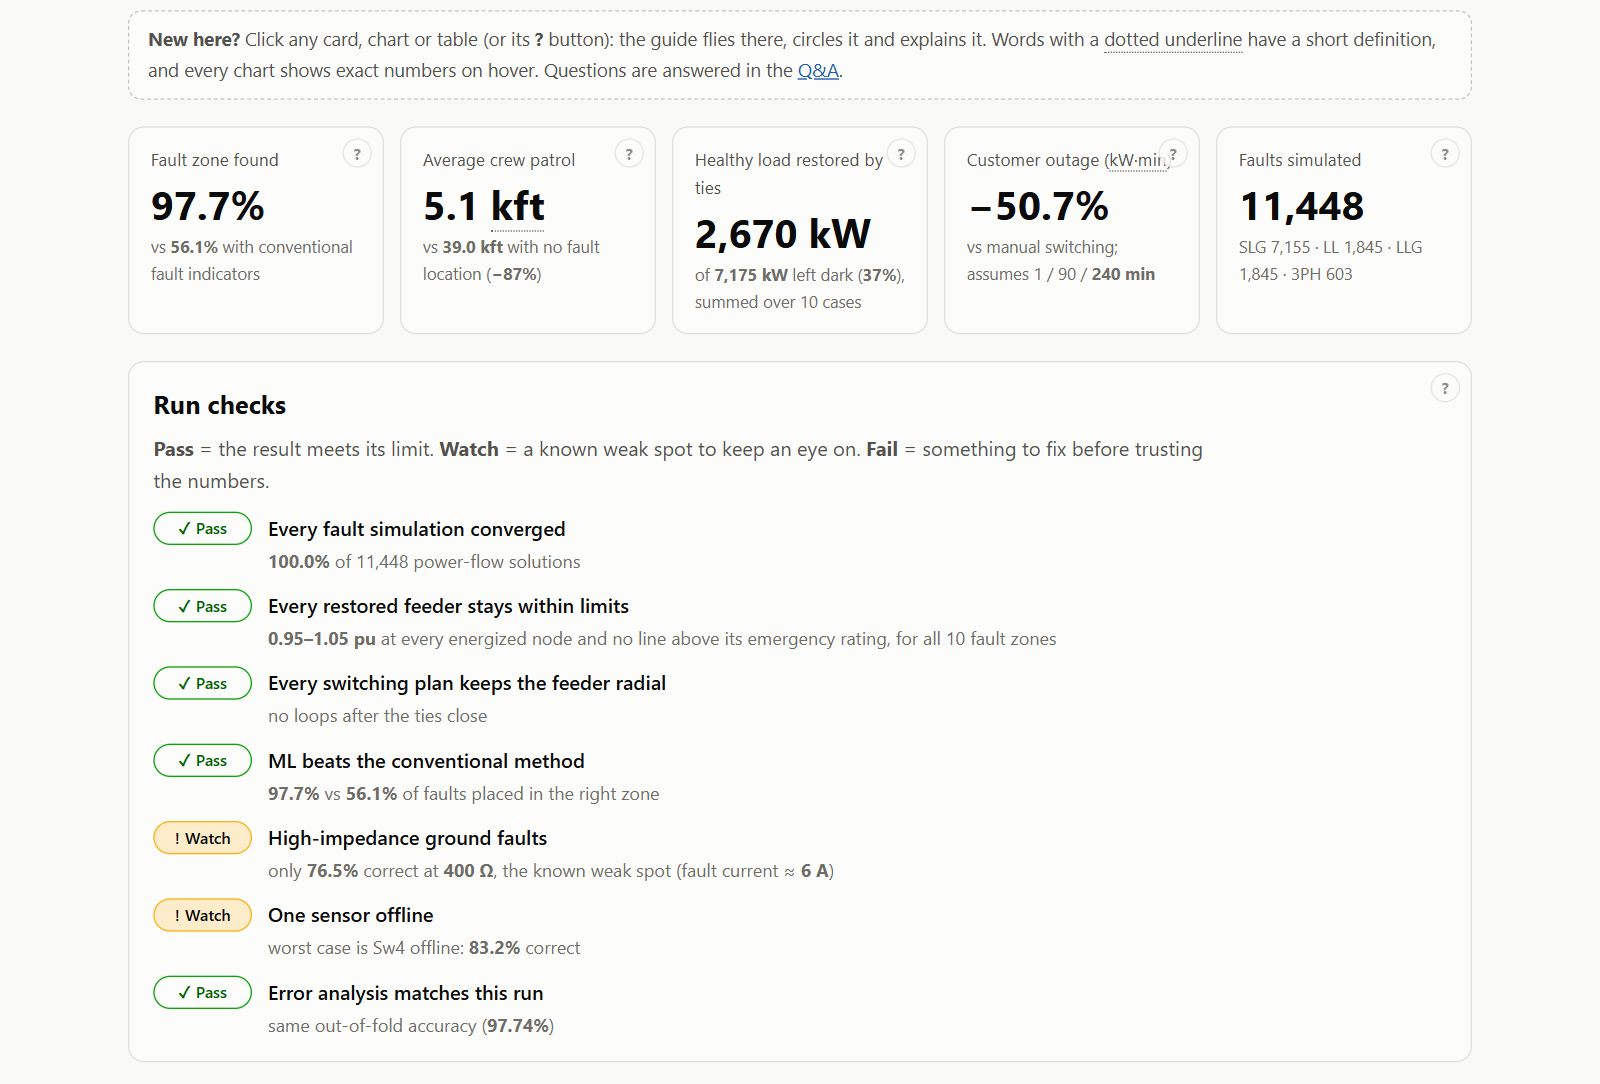 New here? Click any card, chart or table (or its ? button): the guide flies there, circles it and explains it. Words with a dotted underline have a short definition,
and every chart shows exact numbers on hover. Questions are answered in the Q&A.
Fault zone found
?
97.7%
vs 56.1% with conventional
fault indicators
Average crew patrol
?
5.1 kft
vs 39.0 kft with no fault
location (−87%)
Healthy load restored by
ties
?
2,670 kW
of 7,175 kW left dark (37%),
summed over 10 cases
Customer outage (kW·min)
?
−50.7%
vs manual switching;
assumes 1 / 90 / 240 min
Faults simulated
?
11,448
SLG 7,155 · LL 1,845 · LLG
1,845 · 3PH 603
Run checks
?
Pass = the result meets its limit. Watch = a known weak spot to keep an eye on. Fail = something to fix before trusting
the numbers.
✓ Pass Every fault simulation converged
100.0% of 11,448 power-flow solutions
✓ Pass Every restored feeder stays within limits
0.95–1.05 pu at every energized node and no line above its emergency rating, for all 10 fault zones
✓ Pass Every switching plan keeps the feeder radial
no loops after the ties close
✓ Pass ML beats the conventional method
97.7% vs 56.1% of faults placed in the right zone
! Watch High-impedance ground faults
only 76.5% correct at 400 Ω, the known weak spot (fault current ≈ 6 A)
! Watch One sensor offline
worst case is Sw4 offline: 83.2% correct
✓ Pass Error analysis matches this run
same out-of-fold accuracy (97.74%)